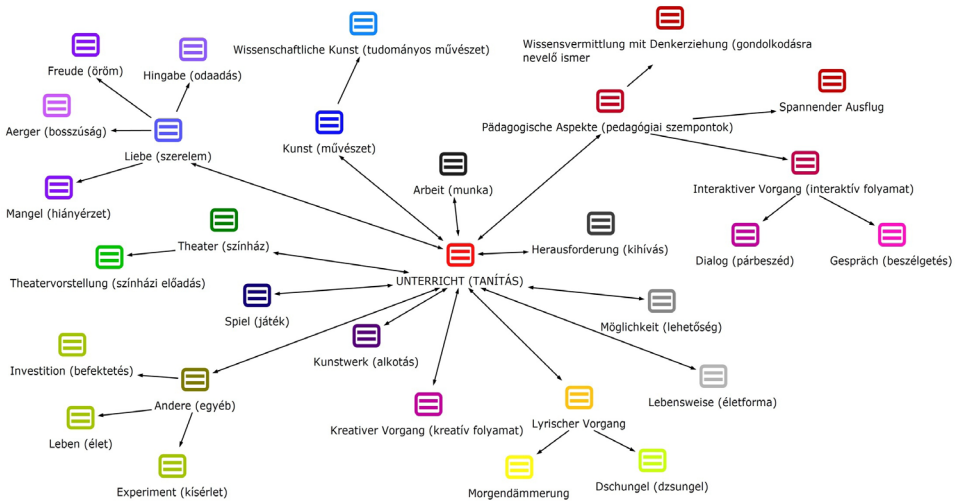 Wissenschaftliche Kunst (tudományos művészet)
Wissensvermittlung mit Denkerziehung (gondolkodásra
nevelő ismer
Freude (öröm)
Hingabe (odaadás)
Spannender Ausflug
Aerger (bosszúság)
Pädagogische Aspekte (pedagógiai szempontok)
Liebe (szerelem)
Kunst (művészet)
Arbeit (munka)
Interaktiver Vorgang (interaktív folyamat)
Mangel (hiányérzet)
Theater (színház)
Herausforderung (kihívás)
Dialog (párbeszéd)
Gespräch (beszélgetés)
Theatervorstellung (színházi előadás)
UNTERRICHT (TANÍTÁS)
Spiel (játék)
Möglichkeit (lehetőség)
Kunstwerk (alkotás)
Investition (befektetés)
Andere (egyéb)
Lebensweise (életforma)
Leben (élet)
Kreativer Vorgang (kreatív folyamat)
Lyrischer Vorgang
Experiment (kísérlet)
Morgendämmerung
Dschungel (dzsungel)